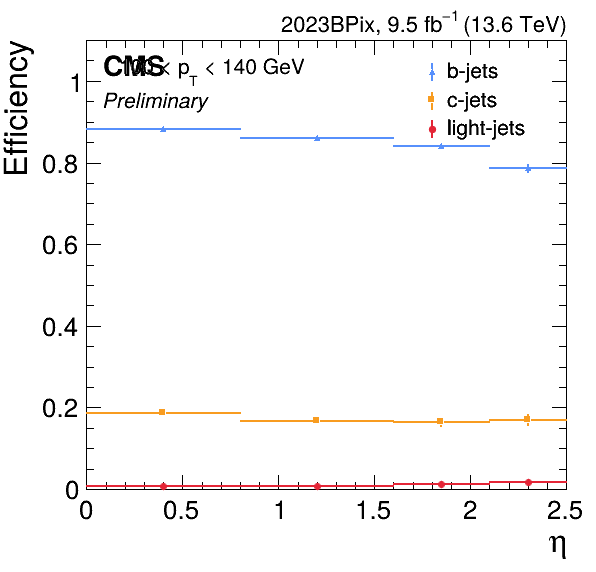 2023BPix, 9.5 fb⁻¹ (13.6 TeV)
CMS
< p_T < 140 GeV
Preliminary
b-jets
c-jets
light-jets
Efficiency
1
0.8
0.6
0.4
0.2
0
0 0.5 1 1.5 2 2.5
η